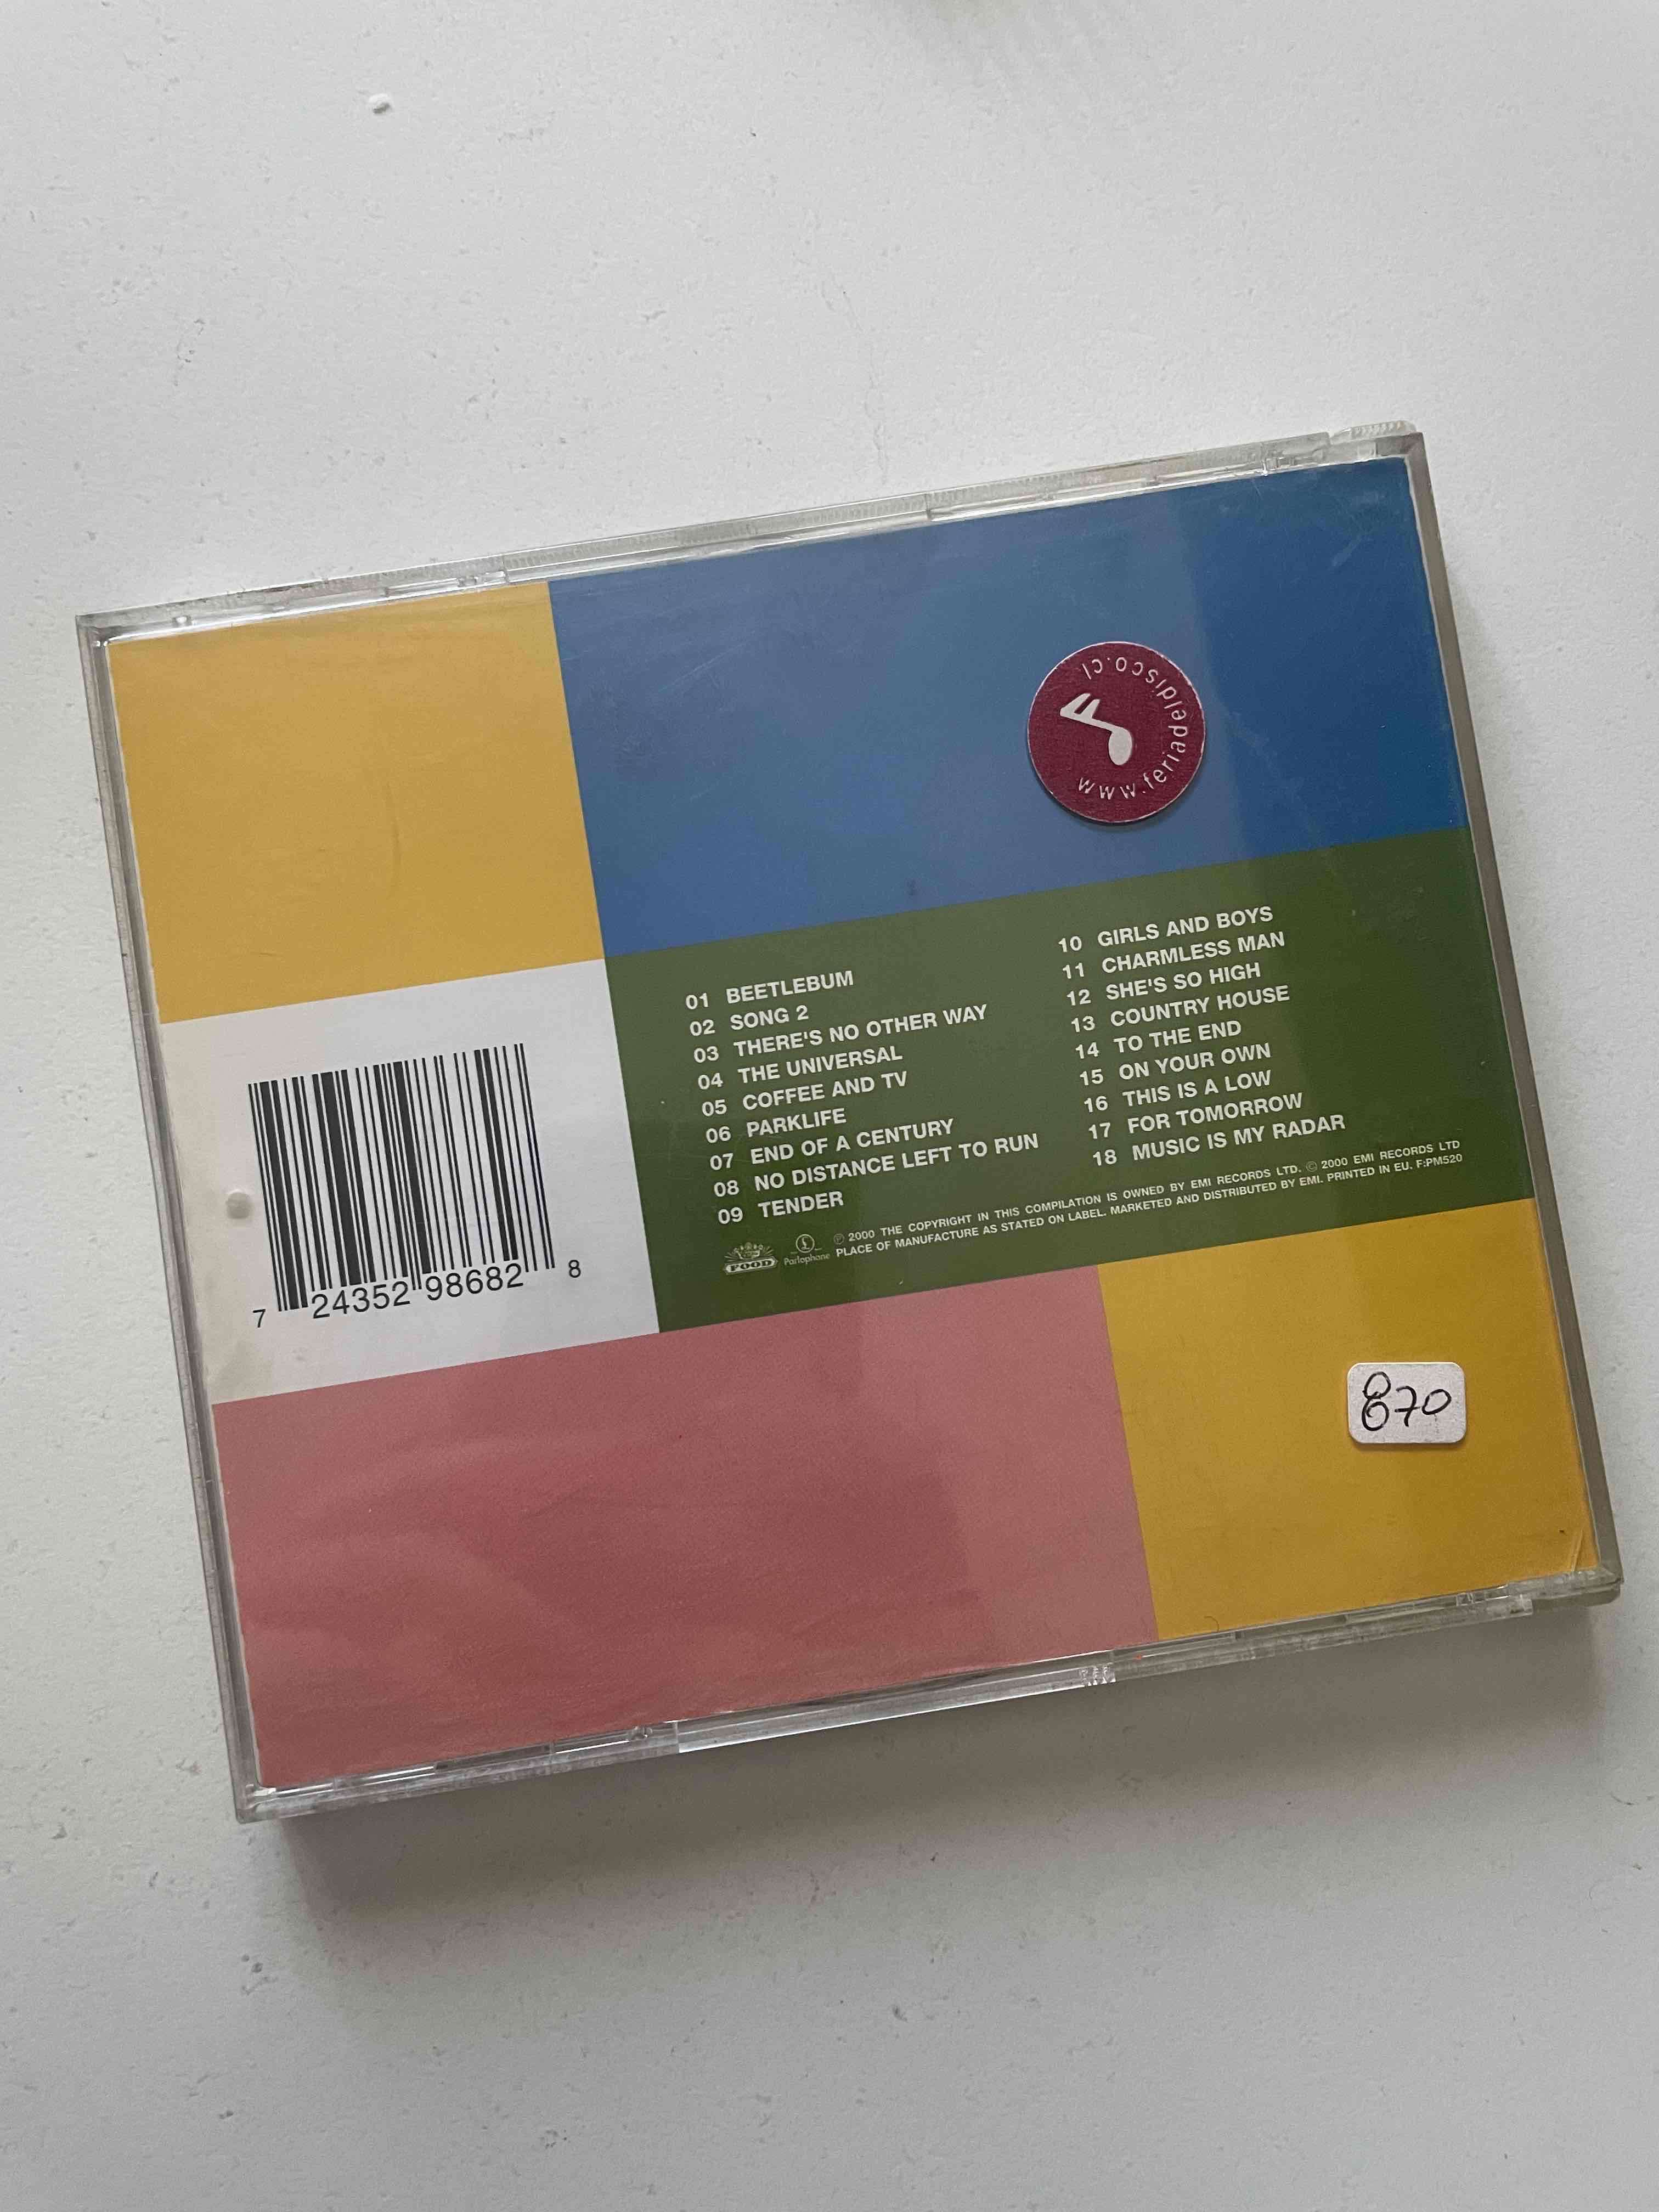 www.feriadeldisco.cl
01 BEETLEBUM
02 SONG 2
03 THERE'S NO OTHER WAY
04 THE UNIVERSAL
05 COFFEE AND TV
06 PARKLIFE
07 END OF A CENTURY
08 NO DISTANCE LEFT TO RUN
09 TENDER
10 GIRLS AND BOYS
11 CHARMLESS MAN
12 SHE'S SO HIGH
13 COUNTRY HOUSE
14 TO THE END
15 ON YOUR OWN
16 THIS IS A LOW
17 FOR TOMORROW
18 MUSIC IS MY RADAR
FOOD
Parlophone
℗ 2000 THE COPYRIGHT IN THIS COMPILATION IS OWNED BY EMI RECORDS LTD. © 2000 EMI RECORDS LTD
PLACE OF MANUFACTURE AS STATED ON LABEL. MARKETED AND DISTRIBUTED BY EMI. PRINTED IN EU. F:PM520
7 24352 98682 8
870